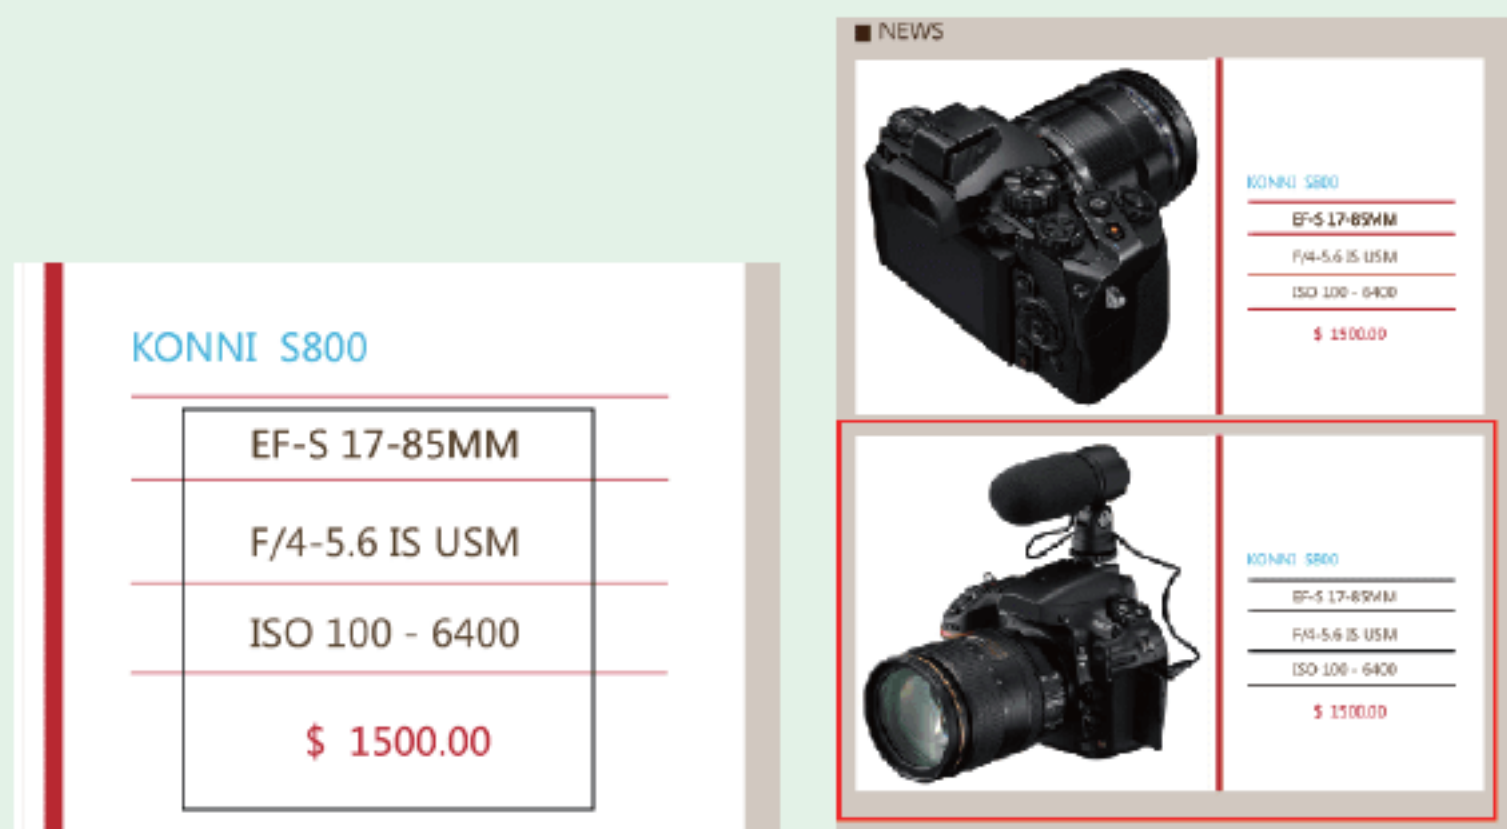 KONNI S800
EF-S 17-85MM
F/4-5.6 IS USM
ISO 100 - 6400
$ 1500.00
NEWS
KONNI S800
EF-S 17-85MM
F/4-5.6 IS USM
ISO 100 - 6400
$ 1500.00
KONNI S800
EF-S 17-85MM
F/4-5.6 IS USM
ISO 100 - 6400
$ 1500.00